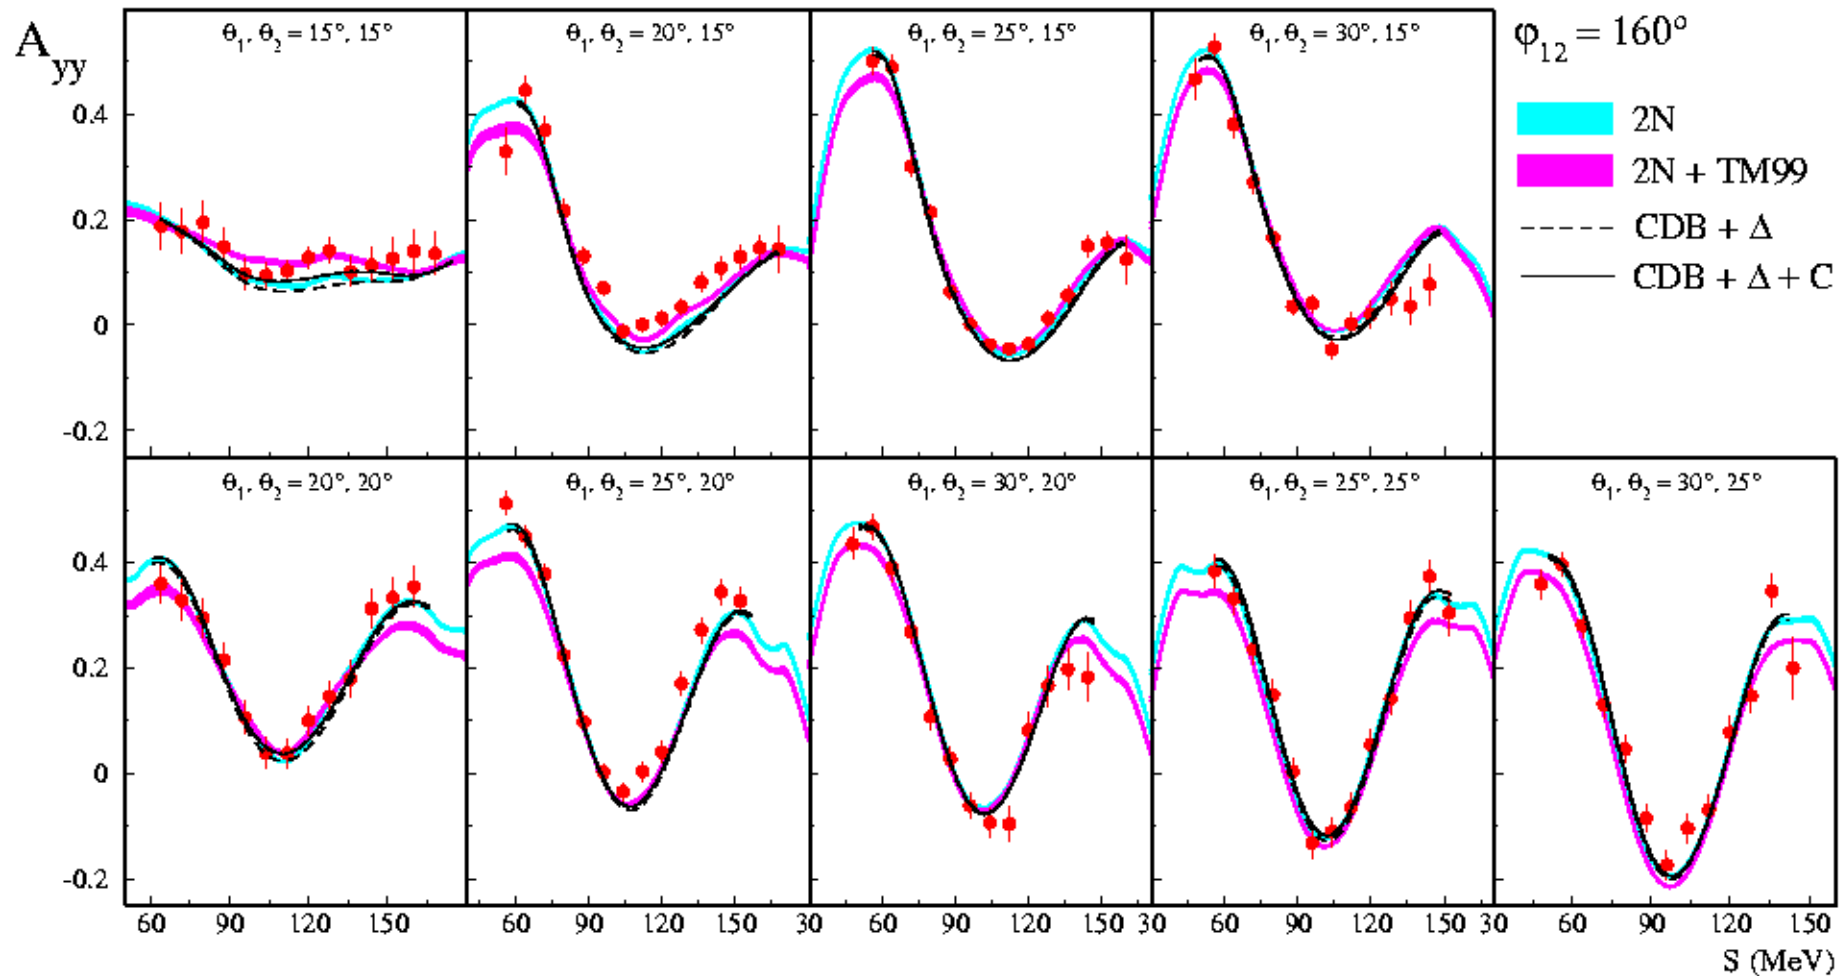 A_yy
θ₁, θ₂ = 15°, 15°
θ₁, θ₂ = 20°, 15°
θ₁, θ₂ = 25°, 15°
θ₁, θ₂ = 30°, 15°
φ₁₂ = 160°
2N
2N + TM99
CDB + Δ
CDB + Δ + C
0.4
0.2
0
-0.2
θ₁, θ₂ = 20°, 20°
θ₁, θ₂ = 25°, 20°
θ₁, θ₂ = 30°, 20°
θ₁, θ₂ = 25°, 25°
θ₁, θ₂ = 30°, 25°
0.4
0.2
0
-0.2
60 90 120 150 60 90 120 150 30 60 90 120 150 30 60 90 120 150 30 60 90 120 150
S (MeV)